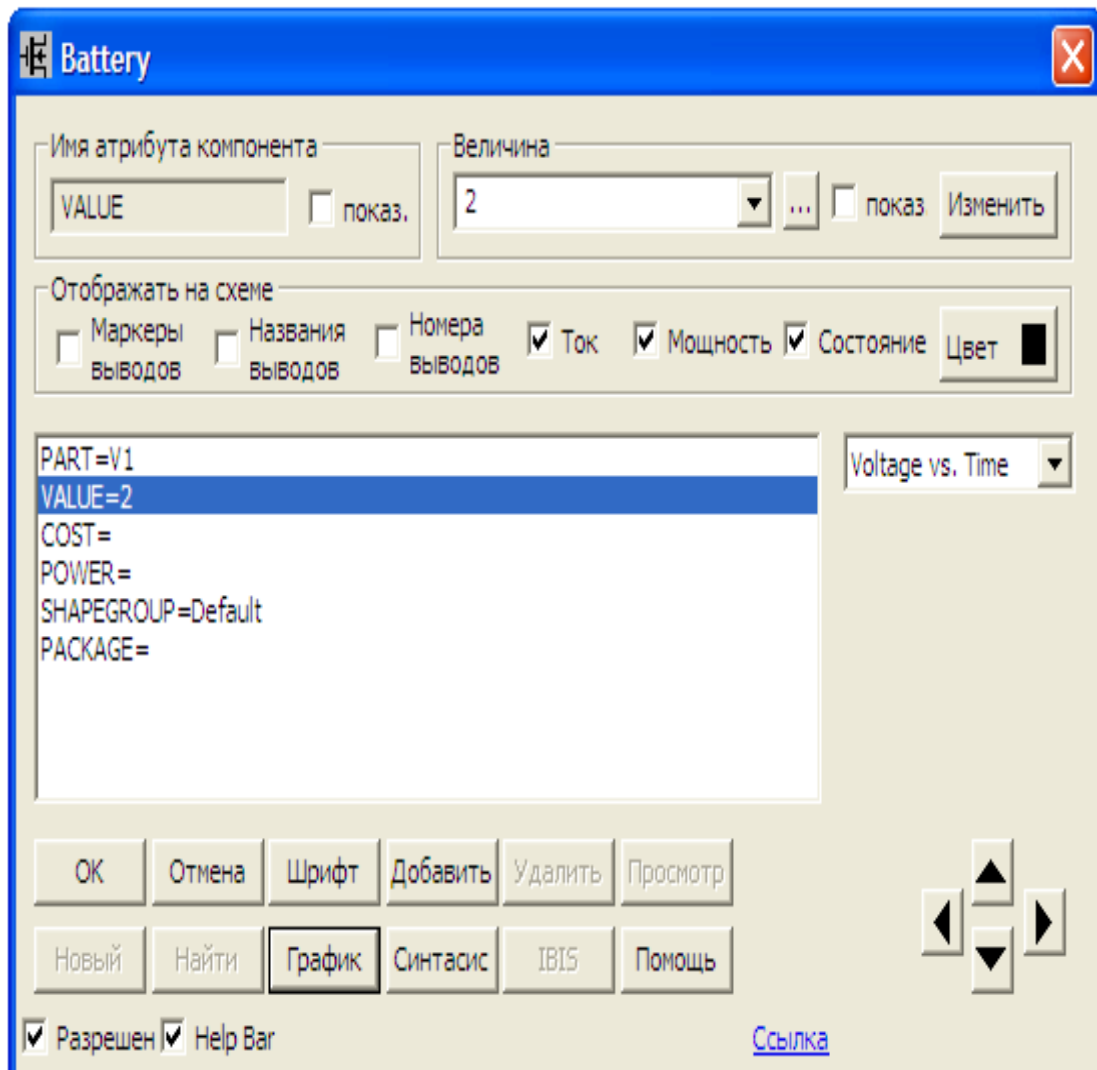 Battery
Имя атрибута компонента
Величина
VALUE
показ.
2
...
показ
Изменить
Отображать на схеме
Маркеры
выводов
Названия
выводов
Номера
выводов
Ток
Мощность
Состояние
Цвет
PART=V1
VALUE=2
COST=
POWER=
SHAPEGROUP=Default
PACKAGE=
Voltage vs. Time
OK
Отмена
Шрифт
Добавить
Удалить
Просмотр
Новый
Найти
График
Синтасис
IBIS
Помощь
Разрешен
Help Bar
Ссылка